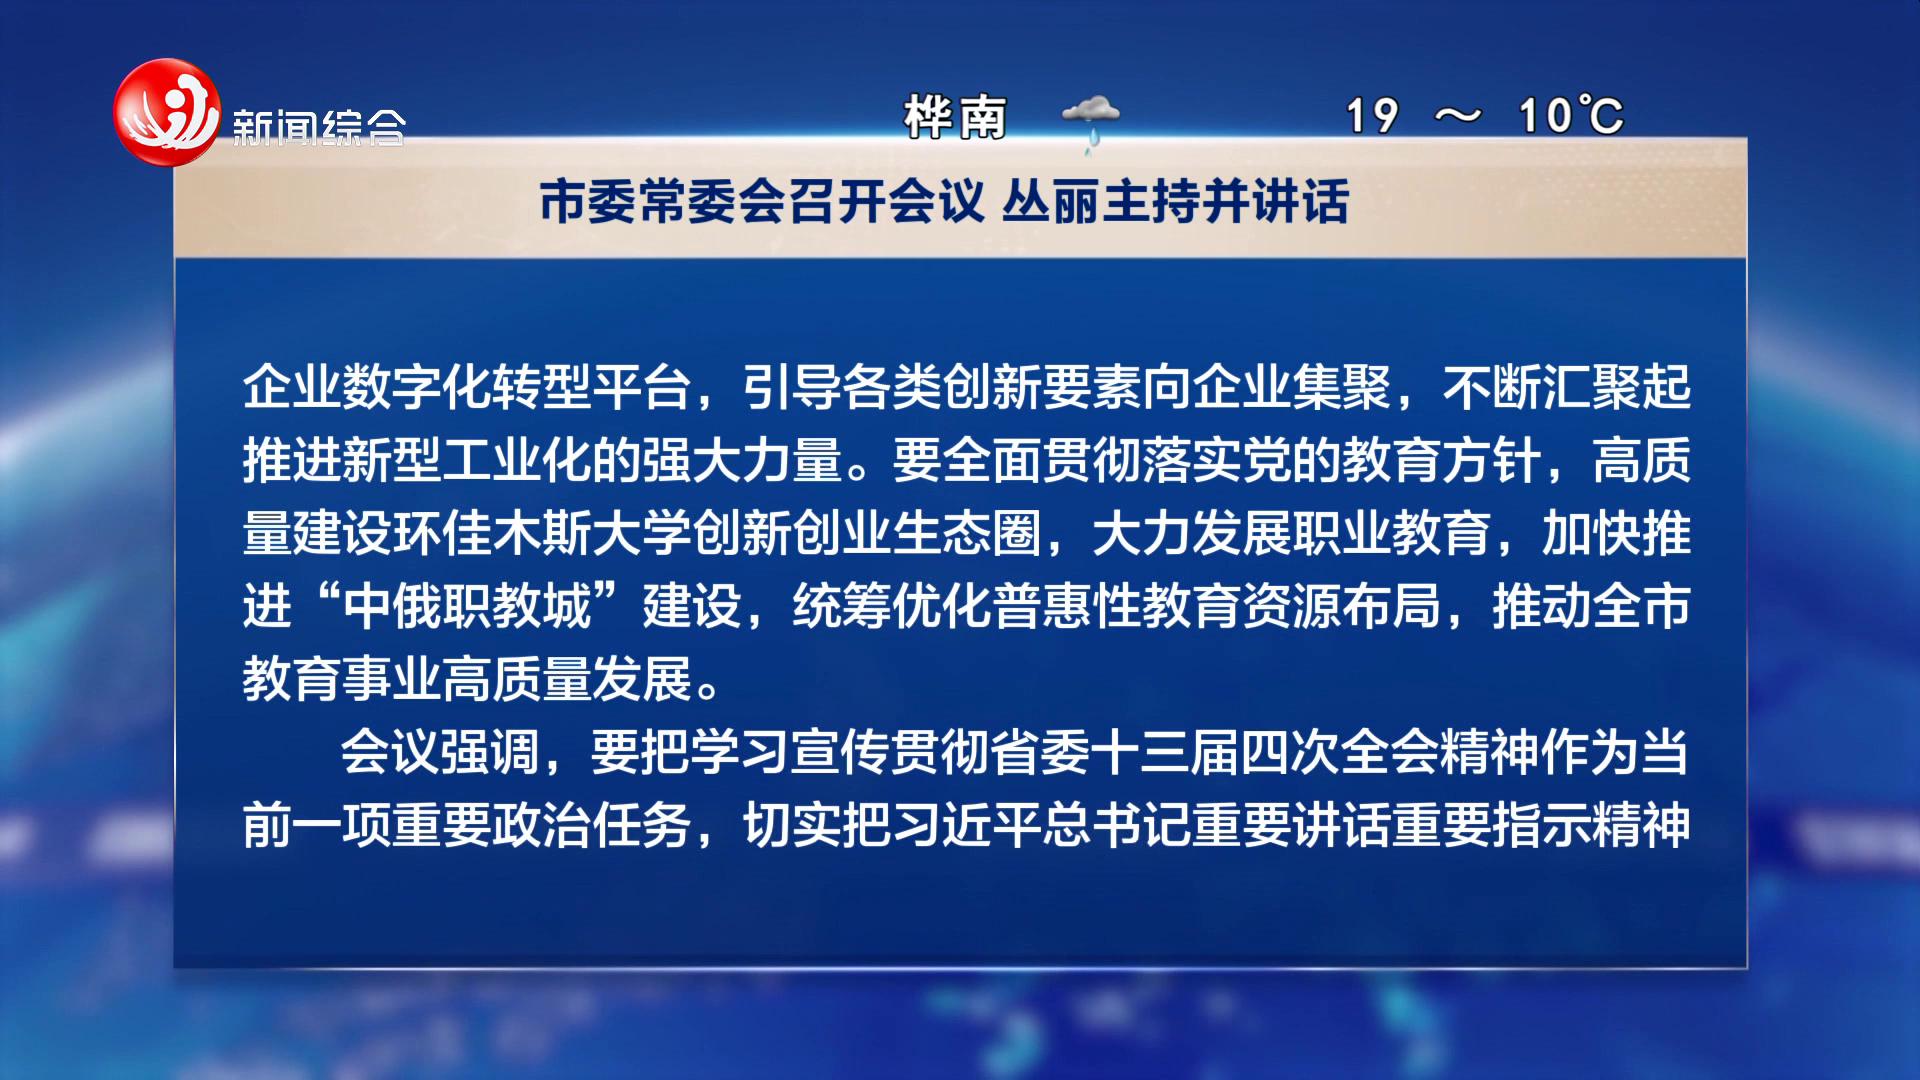 新闻综合
桦南 19 ～ 10℃
市委常委会召开会议 丛丽主持并讲话
企业数字化转型平台，引导各类创新要素向企业集聚，不断汇聚起
推进新型工业化的强大力量。要全面贯彻落实党的教育方针，高质
量建设环佳木斯大学创新创业生态圈，大力发展职业教育，加快推
进“中俄职教城”建设，统筹优化普惠性教育资源布局，推动全市
教育事业高质量发展。
会议强调，要把学习宣传贯彻省委十三届四次全会精神作为当
前一项重要政治任务，切实把习近平总书记重要讲话重要指示精神